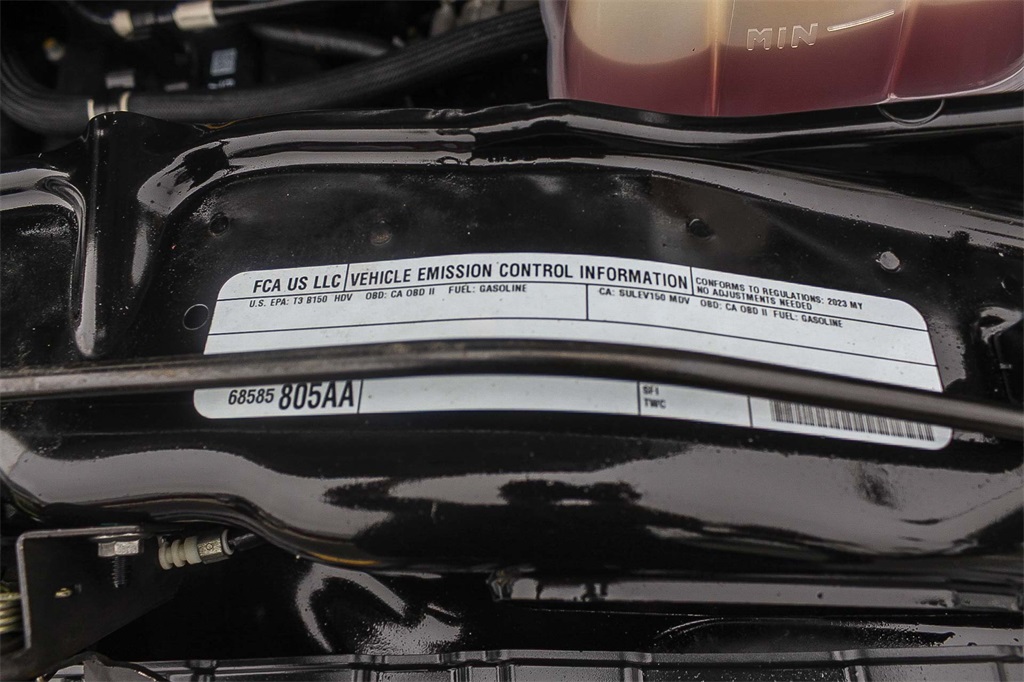 MIN
FCA US LLC
VEHICLE EMISSION CONTROL INFORMATION
CONFORMS TO REGULATIONS: 2023 MY
NO ADJUSTMENTS NEEDED
U.S. EPA: T3 B150 HDV OBD: CA OBD II FUEL: GASOLINE
CA: SULEV150 MDV OBD: CA OBD II FUEL: GASOLINE
68585 805AA
SFI
TWC